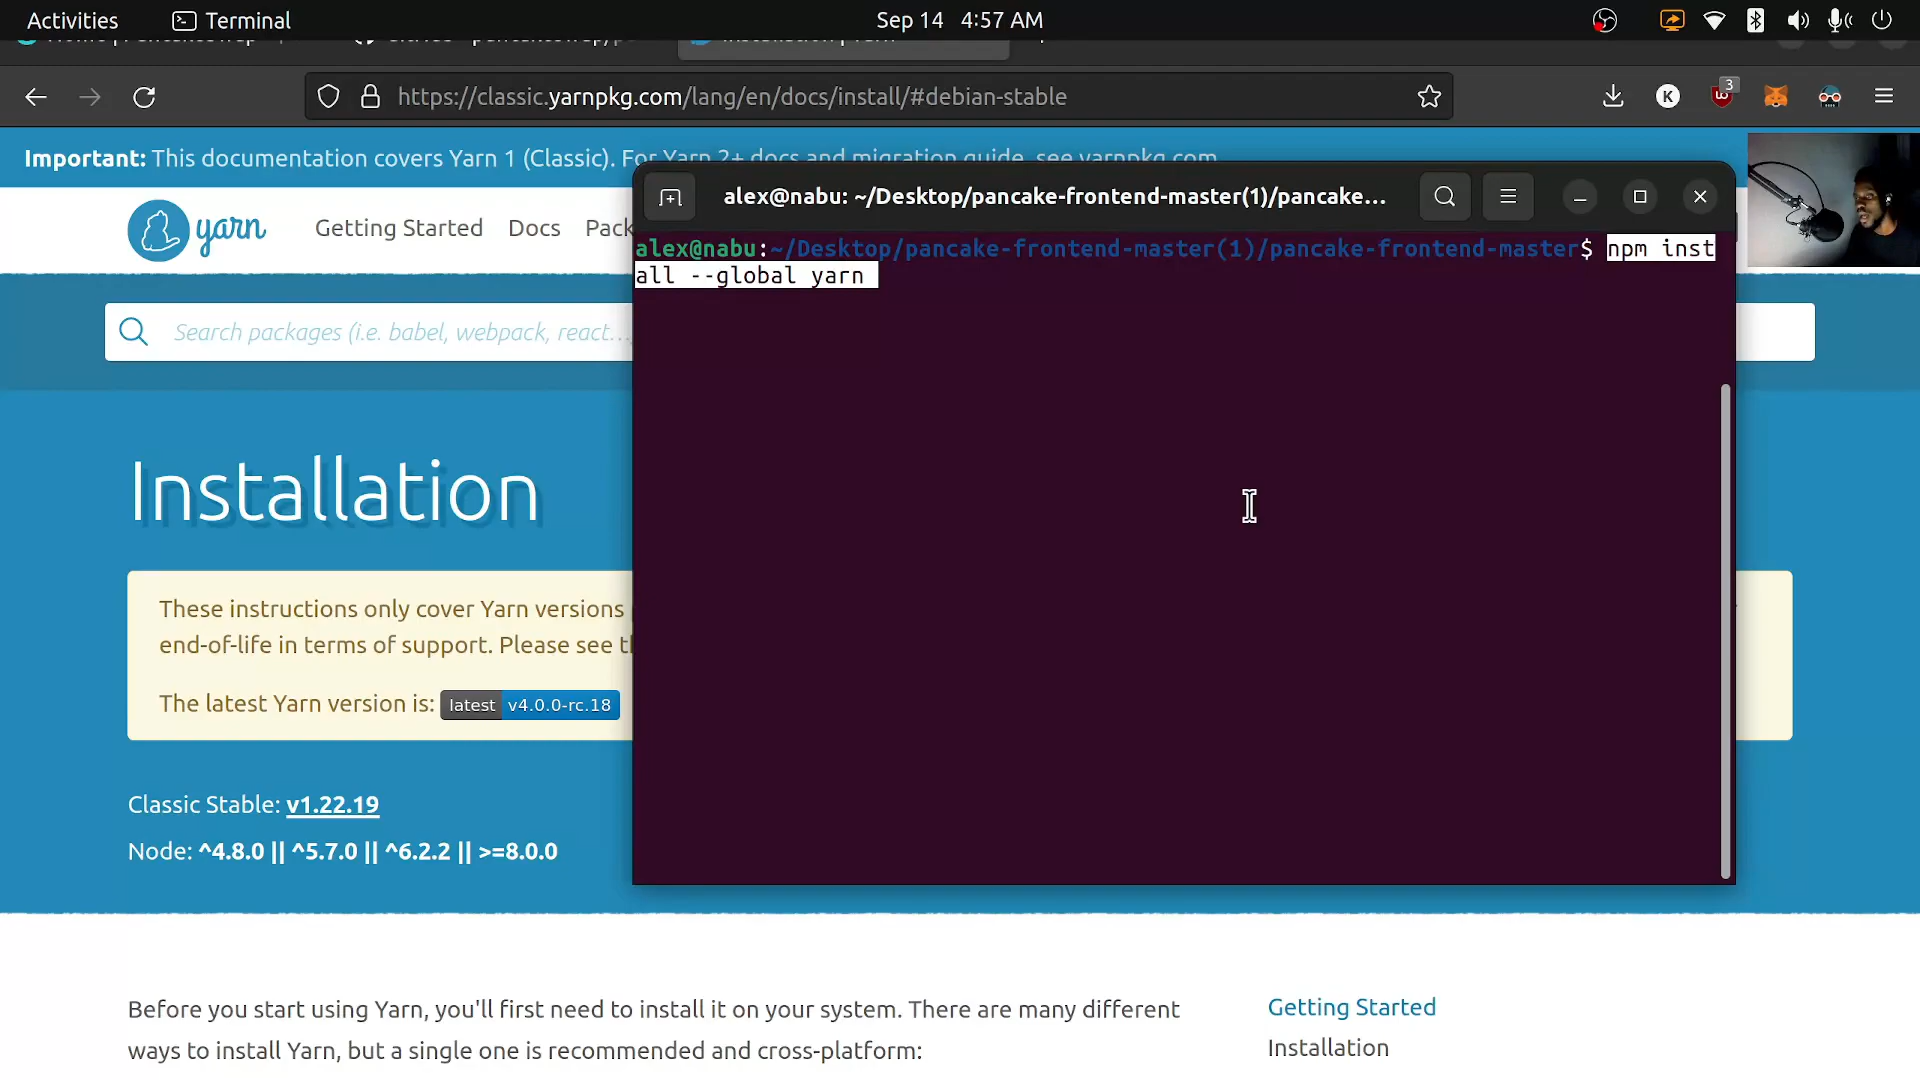 Activities
Terminal
Sep 14 4:57 AM
https://classic.yarnpkg.com/lang/en/docs/install/#debian-stable
K
3
Important: This documentation covers Yarn 1 (Classic). For Yarn 2+ docs and migration guide, see yarnpkg.com
yarn
Getting Started
Docs
Pack
alex@nabu: ~/Desktop/pancake-frontend-master(1)/pancake...
alex@nabu:~/Desktop/pancake-frontend-master(1)/pancake-frontend-master$ npm inst
all --global yarn
Search packages (i.e. babel, webpack, react...
Installation
These instructions only cover Yarn versions
end-of-life in terms of support. Please see
The latest Yarn version is: latest v4.0.0-rc.18
Classic Stable: v1.22.19
Node: ^4.8.0 || ^5.7.0 || ^6.2.2 || >=8.0.0
Before you start using Yarn, you'll first need to install it on your system. There are many different
ways to install Yarn, but a single one is recommended and cross-platform:
Getting Started
Installation